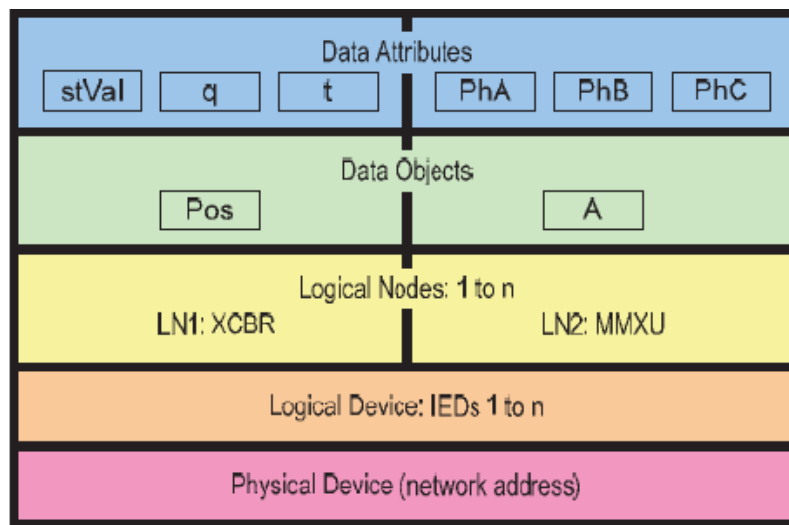 Data Attributes
stVal q t PhA PhB PhC
Data Objects
Pos A
Logical Nodes: 1 to n
LN1: XCBR LN2: MMXU
Logical Device: IEDs 1 to n
Physical Device (network address)